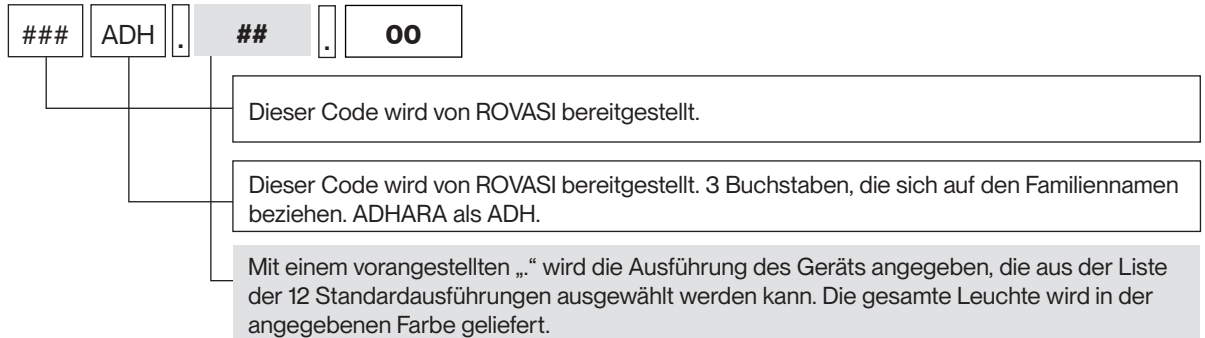 ### ADH . ## . 00
Dieser Code wird von ROVASI bereitgestellt.
Dieser Code wird von ROVASI bereitgestellt. 3 Buchstaben, die sich auf den Familiennamen
beziehen. ADHARA als ADH.
Mit einem vorangestellten „.“ wird die Ausführung des Geräts angegeben, die aus der Liste
der 12 Standardausführungen ausgewählt werden kann. Die gesamte Leuchte wird in der
angegebenen Farbe geliefert.